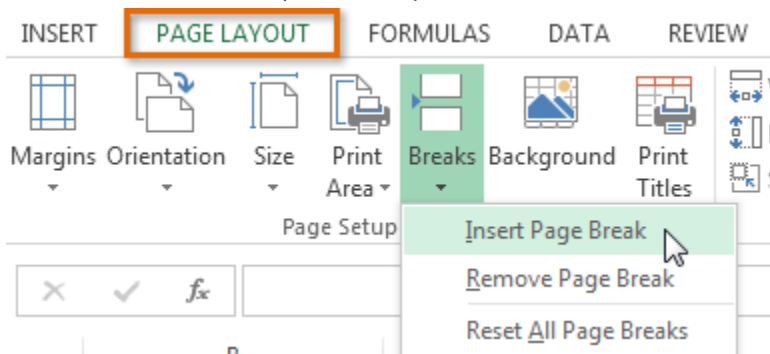 INSERT PAGE LAYOUT FORMULAS DATA REVIEW
Margins Orientation Size Print Breaks Background Print
Area Titles
Page Setup
Insert Page Break
Remove Page Break
fx
Reset All Page Breaks